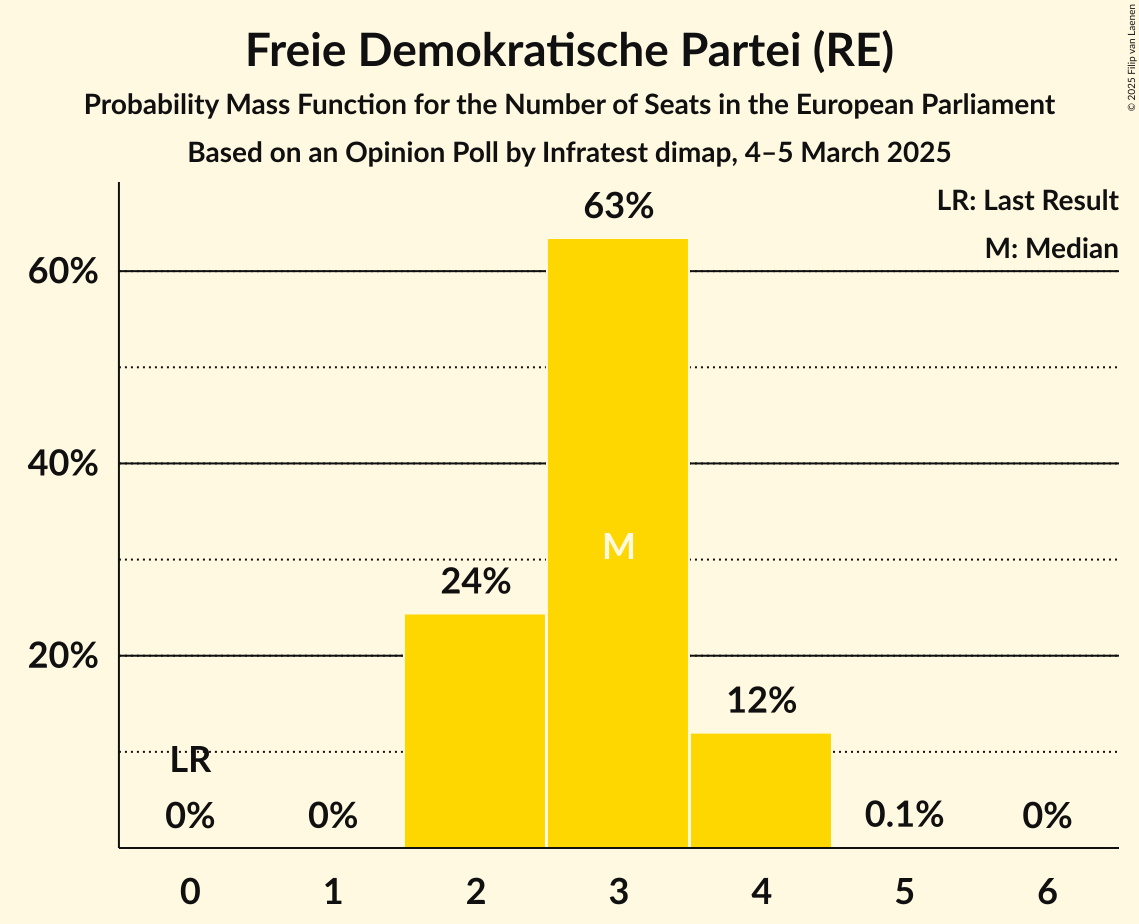 Freie Demokratische Partei (RE)
Probability Mass Function for the Number of Seats in the European Parliament
Based on an Opinion Poll by Infratest dimap, 4–5 March 2025
© 2025 Filip van Laenen
LR: Last Result
M: Median
63%
60%
40%
M
24%
20%
12%
LR
0%
0%
0.1%
0%
0 1 2 3 4 5 6